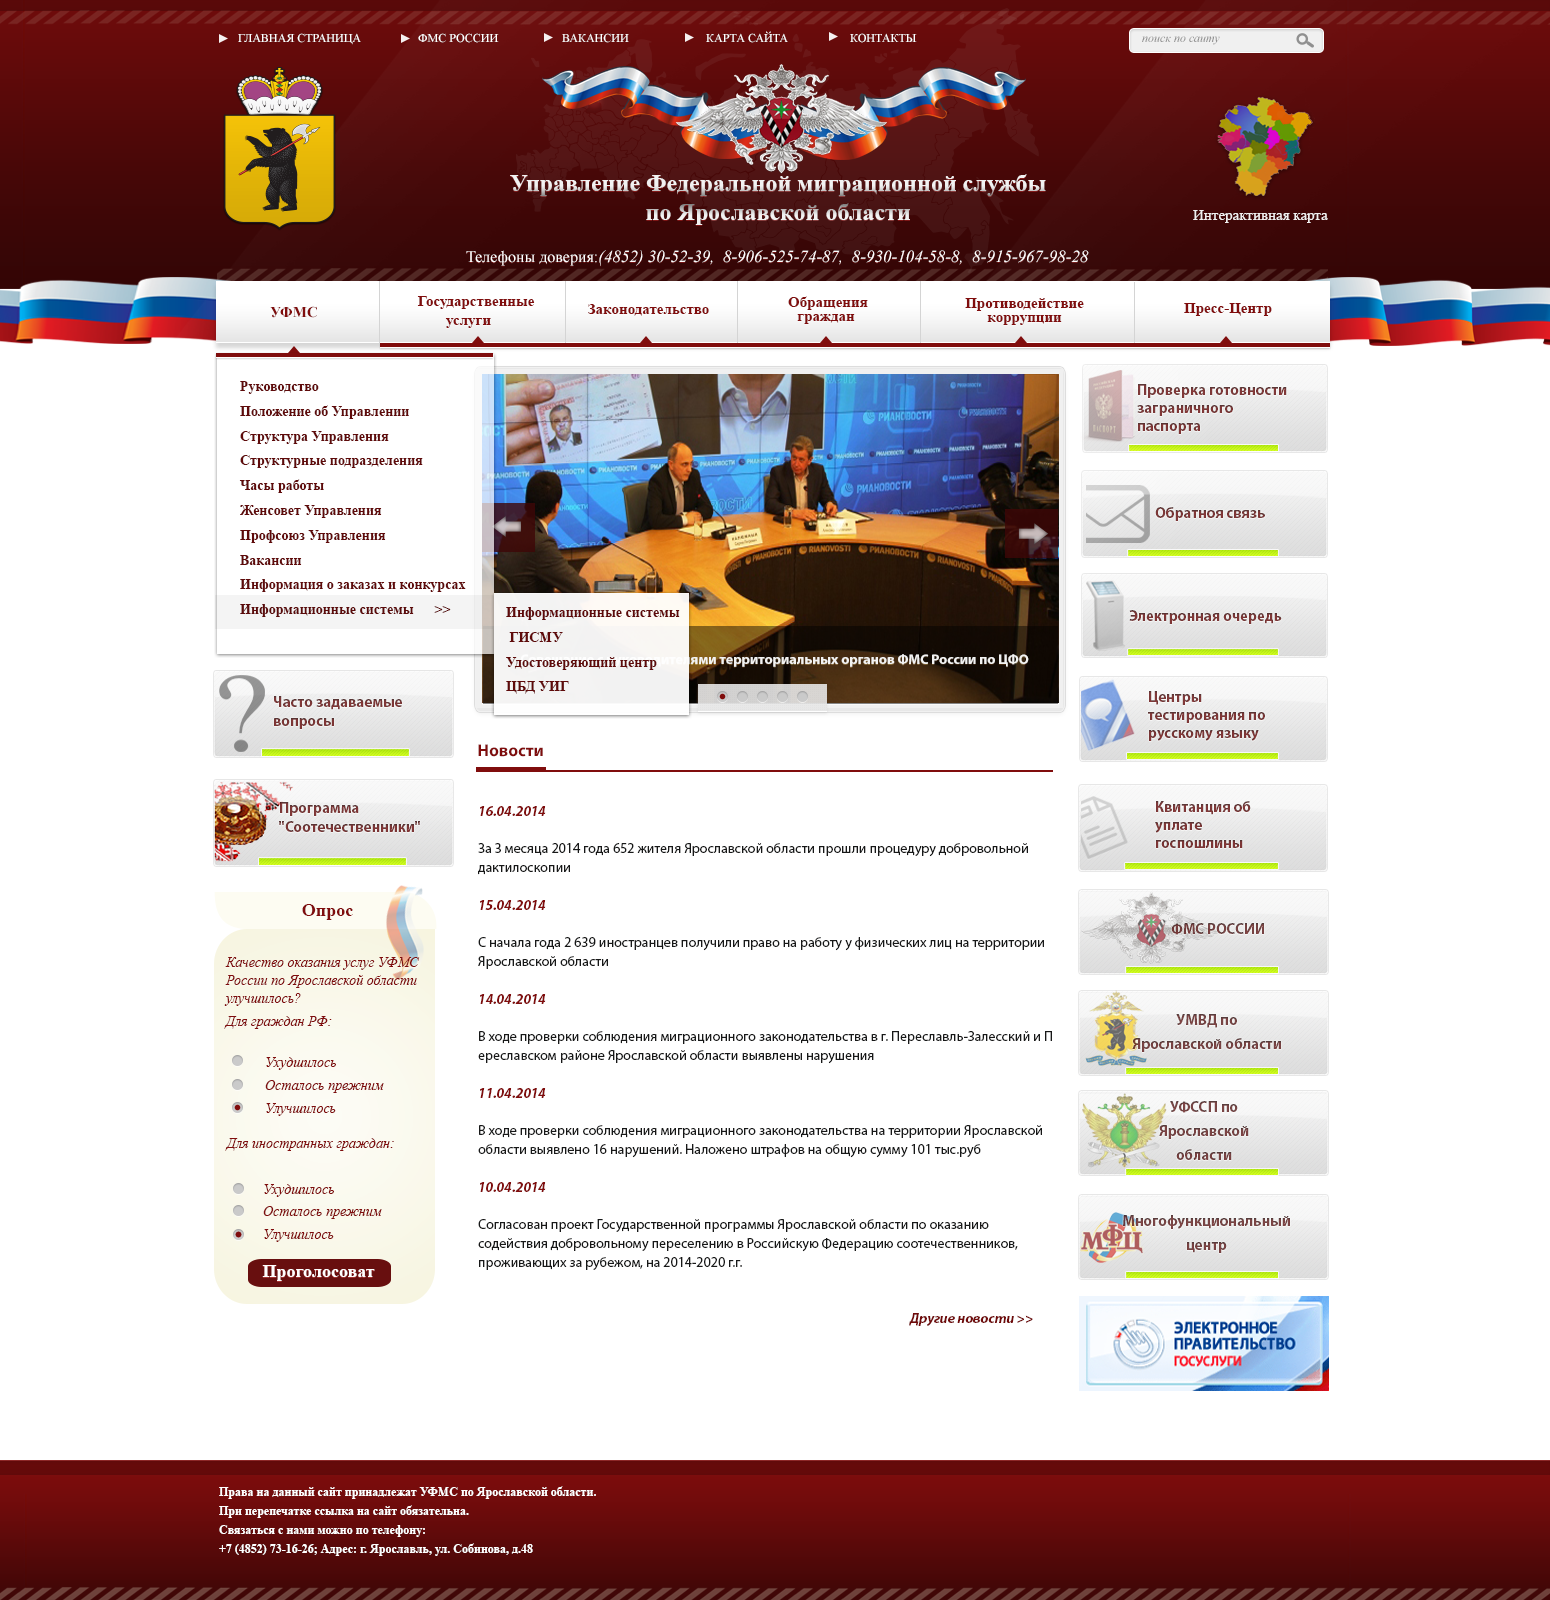 ГЛАВНАЯ СТРАНИЦА
ФМС РОССИИ
ВАКАНСИИ
КАРТА САЙТА
КОНТАКТЫ
поиск по саиту
Управление Федеральной миграционной службы
по Ярославской области
Интерактивная карта
Телефоны доверия:(4852) 30-52-39, 8-906-525-74-87, 8-930-104-58-8, 8-915-967-98-28
УФМС
Государственные
услуги
Законодательство
Обращения
граждан
Противодействие
коррупции
Пресс-Центр
Руководство
Положение об Управлении
Структура Управления
Структурные подразделения
Часы работы
Женсовет Управления
Профсоюз Управления
Вакансии
Информация о заказах и конкурсах
Информационные системы >>
Информационные системы
ГИСМУ
Удостоверяющий центр
ЦБД УИГ
РИАНОВОСТИ
РИАНОВОСТИ
РИАНОВОСТИ
РИАНОВОСТИ
RIANOVOSTI
РИАНОВОСТИ
территориальных органов ФМС России по ЦФО
Часто задаваемые
вопросы
Программа
"Соотечественники"
Опрос
Качество оказания услуг УФМС
России по Ярославской области
улучшилось?
Для граждан РФ:
Ухудшилось
Осталось прежним
Улучшилось
Для иностранных граждан:
Ухудшилось
Осталось прежним
Улучшилось
Проголосоват
Новости
16.04.2014
За 3 месяца 2014 года 652 жителя Ярославской области прошли процедуру добровольной
дактилоскопии
15.04.2014
С начала года 2 639 иностранцев получили право на работу у физических лиц на территории
Ярославской области
14.04.2014
В ходе проверки соблюдения миграционного законодательства в г. Переславль-Залесский и П
ереславском районе Ярославской области выявлены нарушения
11.04.2014
В ходе проверки соблюдения миграционного законодательства на территории Ярославской
области выявлено 16 нарушений. Наложено штрафов на общую сумму 101 тыс.руб
10.04.2014
Согласован проект Государственной программы Ярославской области по оказанию
содействия добровольному переселению в Российскую Федерацию соотечественников,
проживающих за рубежом, на 2014-2020 г.г.
Другие новости >>
ПАСПОРТ
Проверка готовности
заграничного
паспорта
Обратноя связь
Электронная очередь
Центры
тестирования по
русскому языку
Квитанция об
уплате
госпошлины
ФМС РОССИИ
УМВД по
Ярославской области
УФССП по
Ярославской
области
МФЦ
Многофункциональный
центр
ЭЛЕКТРОННОЕ
ПРАВИТЕЛЬСТВО
ГОСУСЛУГИ
Права на данный сайт принадлежат УФМС по Ярославской области.
При перепечатке ссылка на сайт обязательна.
Связаться с нами можно по телефону:
+7 (4852) 73-16-26; Адрес: г. Ярославль, ул. Собинова, д.48